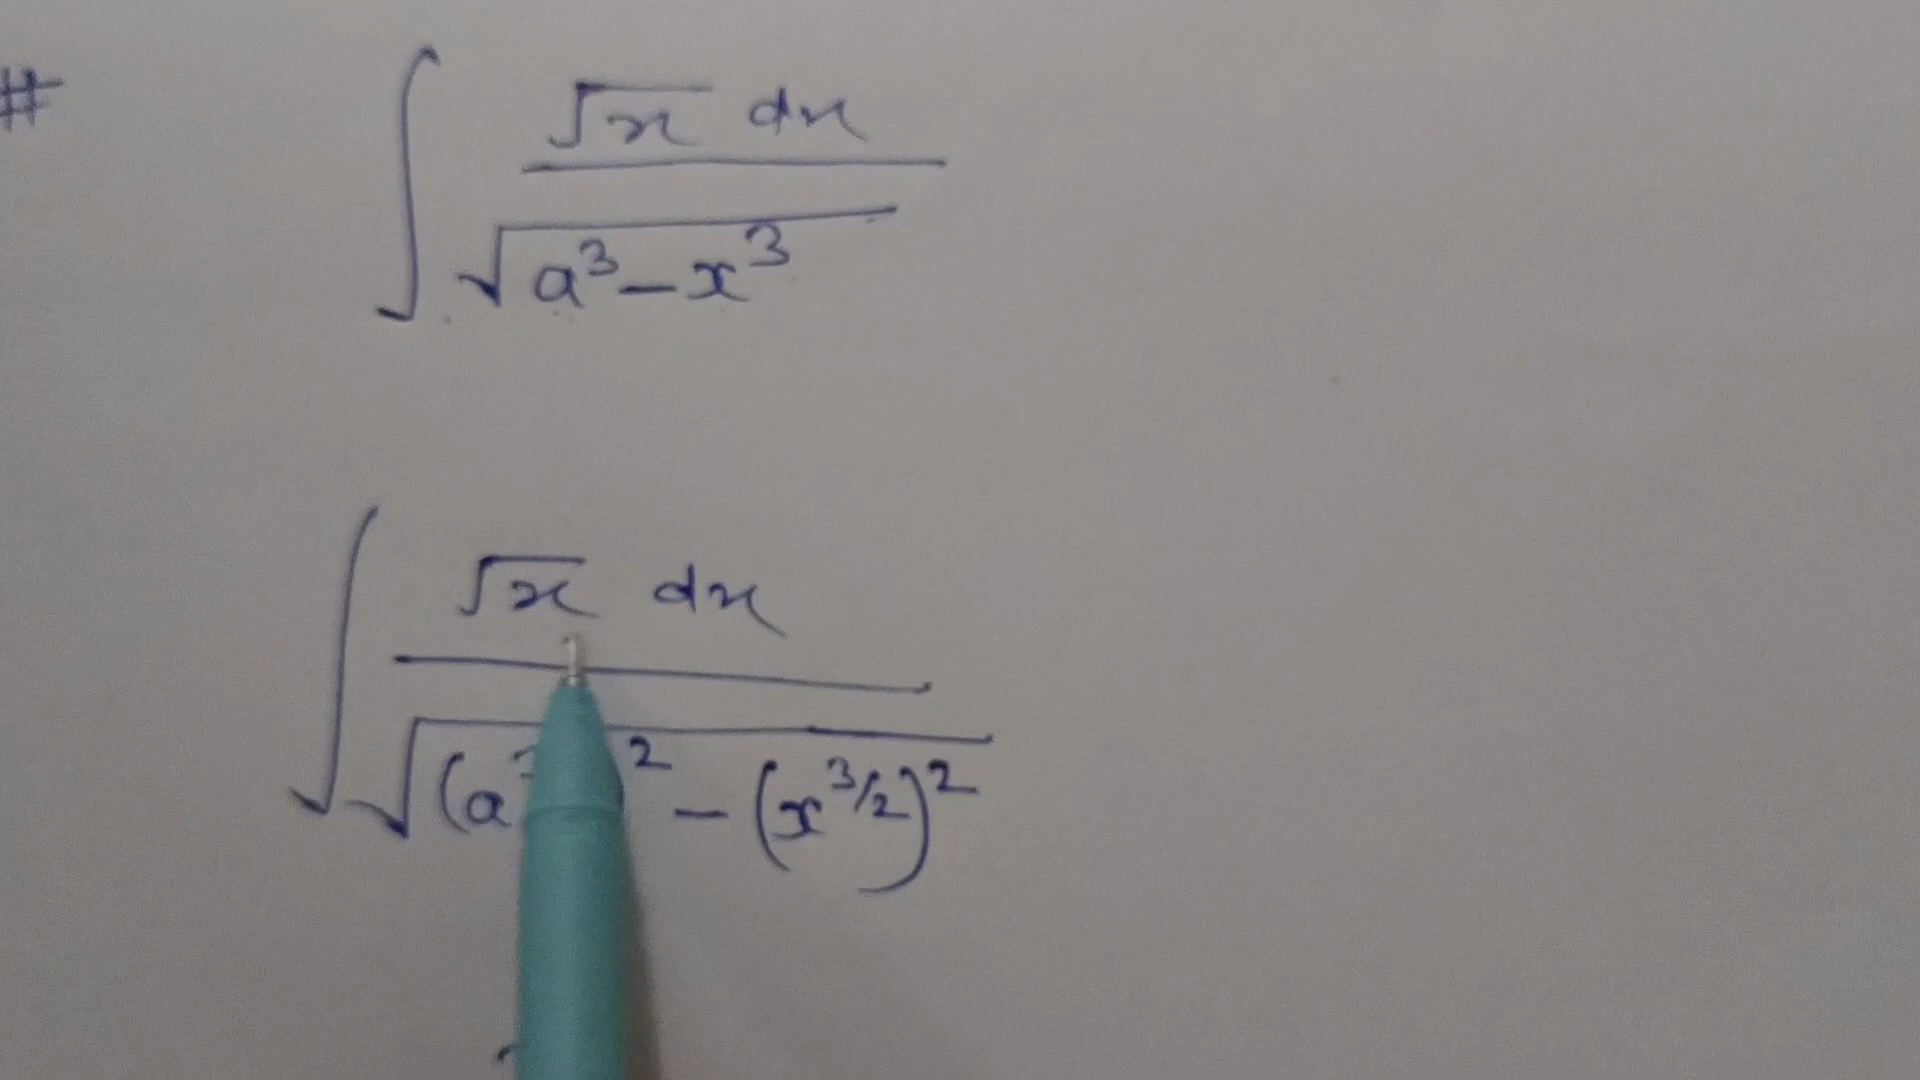 # ∫ √x dx
√a³ – x³
∫ √x dx
√(a ² – (x^3/2)²